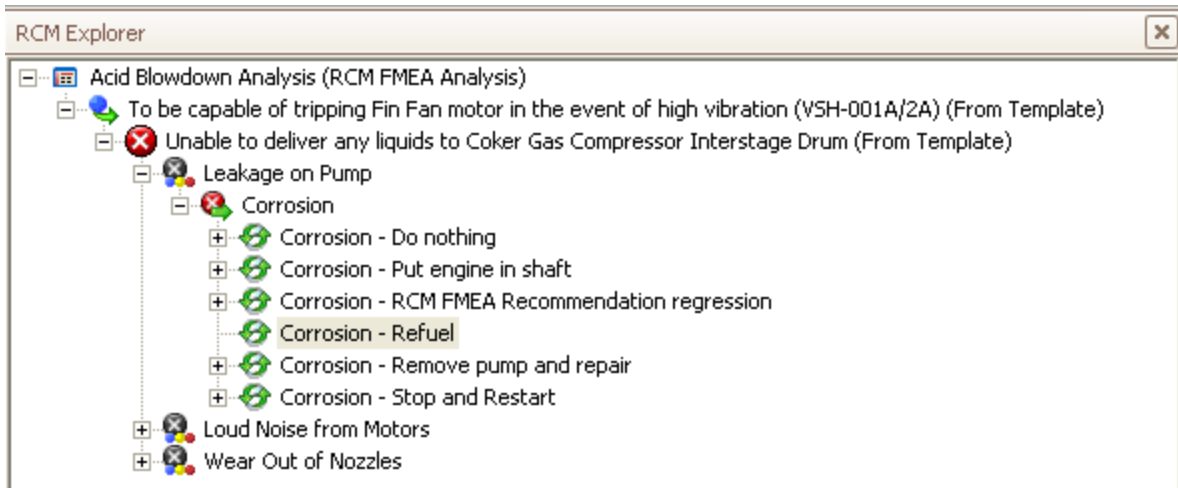 RCM Explorer
Acid Blowdown Analysis (RCM FMEA Analysis)
To be capable of tripping Fin Fan motor in the event of high vibration (VSH-001A/2A) (From Template)
Unable to deliver any liquids to Coker Gas Compressor Interstage Drum (From Template)
Leakage on Pump
Corrosion
Corrosion - Do nothing
Corrosion - Put engine in shaft
Corrosion - RCM FMEA Recommendation regression
Corrosion - Refuel
Corrosion - Remove pump and repair
Corrosion - Stop and Restart
Loud Noise from Motors
Wear Out of Nozzles